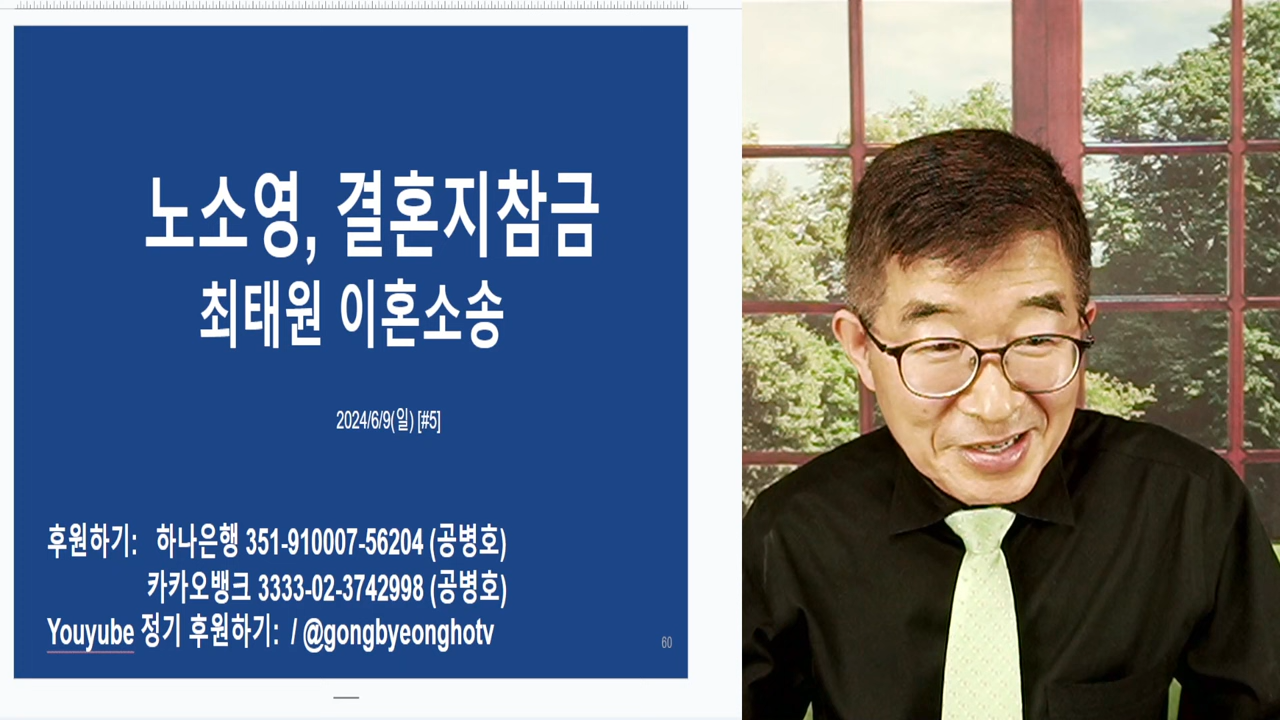 노소영, 결혼지참금
최태원 이혼소송
2024/6/9(일) [#5]
후원하기: 하나은행 351-910007-56204 (공병호)
카카오뱅크 3333-02-3742998 (공병호)
Youyube 정기 후원하기: / @gongbyeonghotv
60